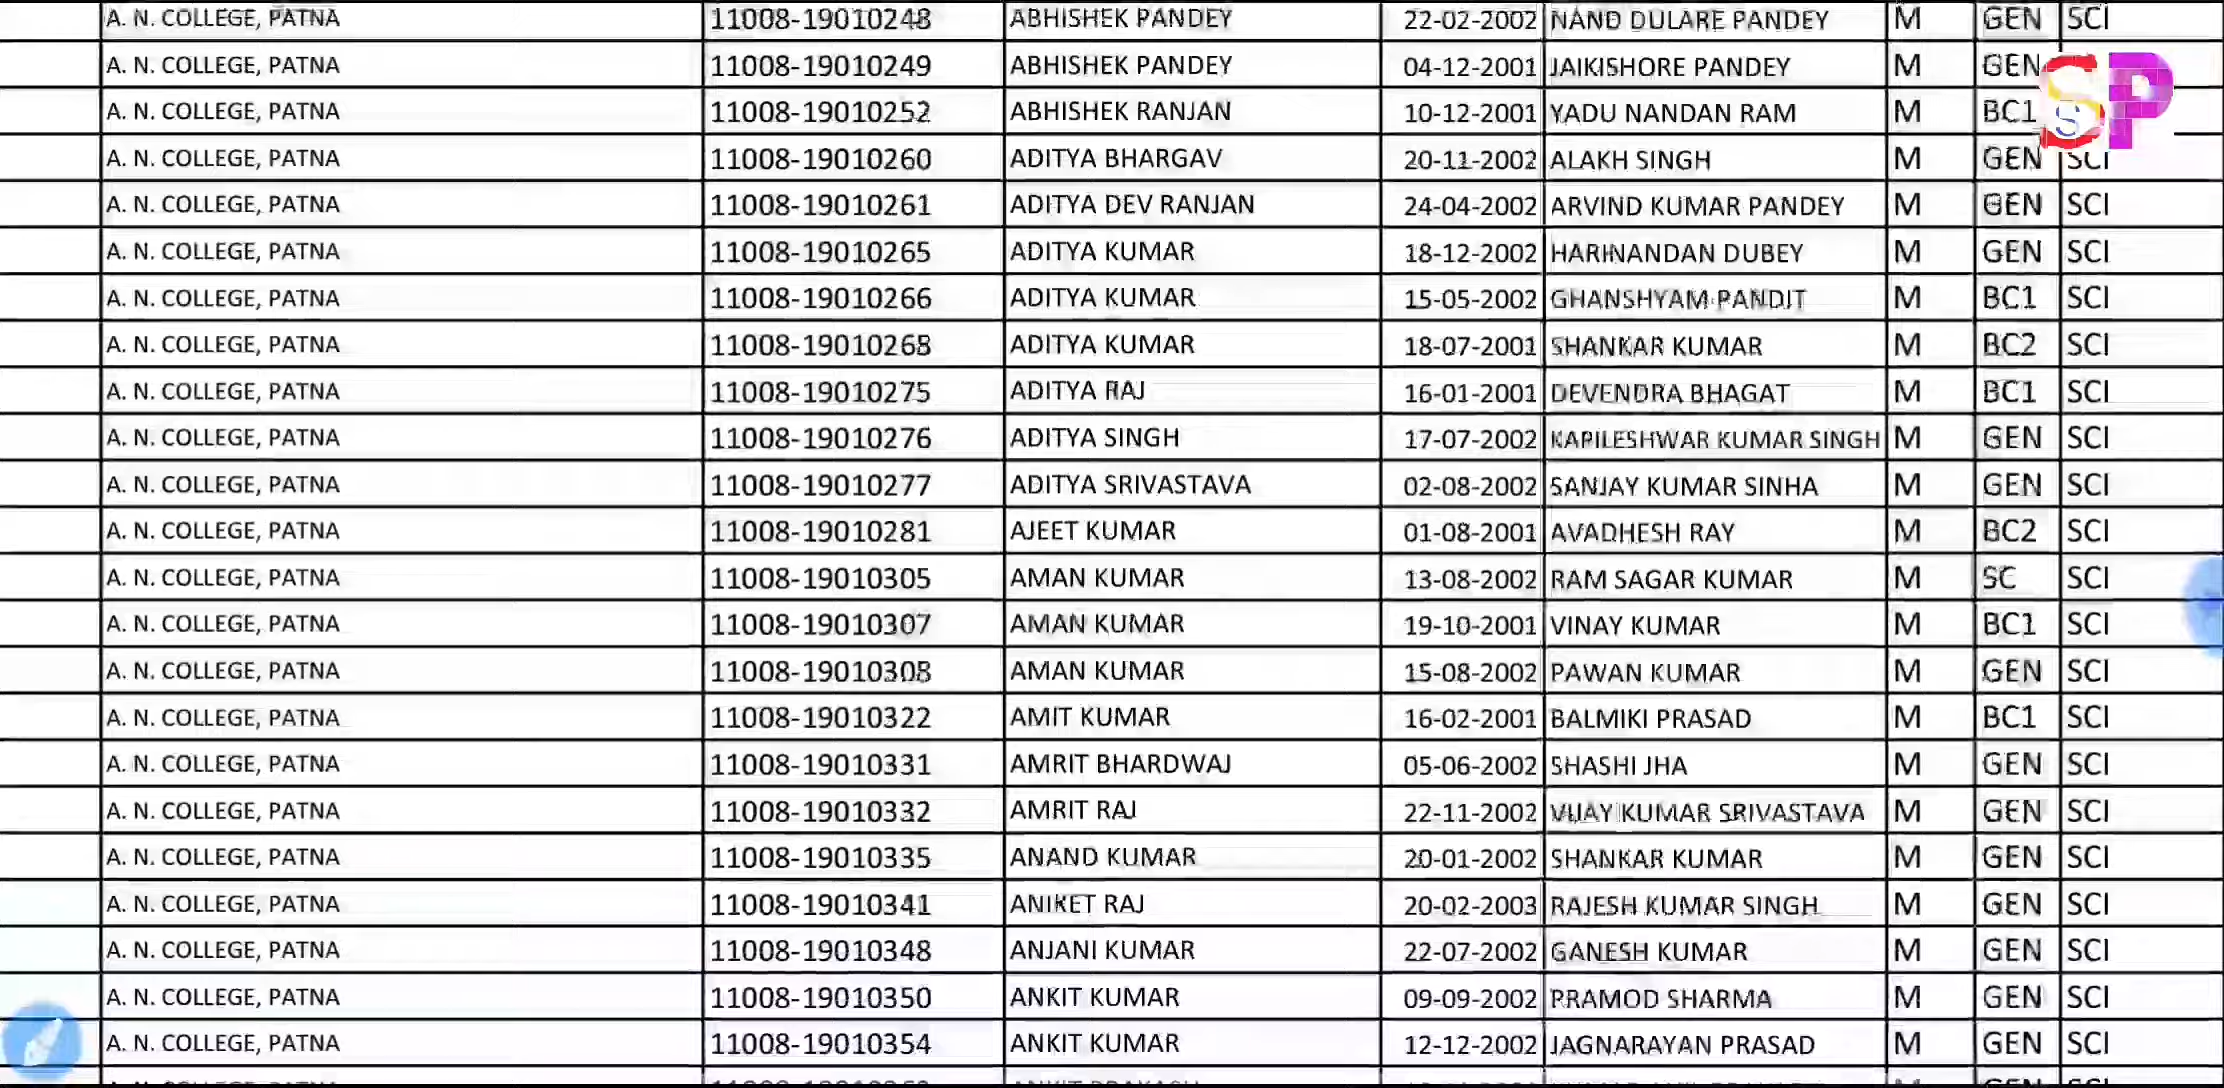 A. N. COLLEGE, PATNA 11008-19010248 ABHISHEK PANDEY 22-02-2002 NAND DULARE PANDEY M GEN SCI
A. N. COLLEGE, PATNA 11008-19010249 ABHISHEK PANDEY 04-12-2001 JAIKISHORE PANDEY M GEN
SP
S
A. N. COLLEGE, PATNA 11008-19010252 ABHISHEK RANJAN 10-12-2001 YADU NANDAN RAM M BC1
A. N. COLLEGE, PATNA 11008-19010260 ADITYA BHARGAV 20-11-2002 ALAKH SINGH M GEN SCI
A. N. COLLEGE, PATNA 11008-19010261 ADITYA DEV RANJAN 24-04-2002 ARVIND KUMAR PANDEY M GEN SCI
A. N. COLLEGE, PATNA 11008-19010265 ADITYA KUMAR 18-12-2002 HARINANDAN DUBEY M GEN SCI
A. N. COLLEGE, PATNA 11008-19010266 ADITYA KUMAR 15-05-2002 GHANSHYAM PANDIT M BC1 SCI
A. N. COLLEGE, PATNA 11008-19010268 ADITYA KUMAR 18-07-2001 SHANKAR KUMAR M BC2 SCI
A. N. COLLEGE, PATNA 11008-19010275 ADITYA RAJ 16-01-2001 DEVENDRA BHAGAT M BC1 SCI
A. N. COLLEGE, PATNA 11008-19010276 ADITYA SINGH 17-07-2002 KAPILESHWAR KUMAR SINGH M GEN SCI
A. N. COLLEGE, PATNA 11008-19010277 ADITYA SRIVASTAVA 02-08-2002 SANJAY KUMAR SINHA M GEN SCI
A. N. COLLEGE, PATNA 11008-19010281 AJEET KUMAR 01-08-2001 AVADHESH RAY M BC2 SCI
A. N. COLLEGE, PATNA 11008-19010305 AMAN KUMAR 13-08-2002 RAM SAGAR KUMAR M SC SCI
A. N. COLLEGE, PATNA 11008-19010307 AMAN KUMAR 19-10-2001 VINAY KUMAR M BC1 SCI
A. N. COLLEGE, PATNA 11008-19010308 AMAN KUMAR 15-08-2002 PAWAN KUMAR M GEN SCI
A. N. COLLEGE, PATNA 11008-19010322 AMIT KUMAR 16-02-2001 BALMIKI PRASAD M BC1 SCI
A. N. COLLEGE, PATNA 11008-19010331 AMRIT BHARDWAJ 05-06-2002 SHASHI JHA M GEN SCI
A. N. COLLEGE, PATNA 11008-19010332 AMRIT RAJ 22-11-2002 VIJAY KUMAR SRIVASTAVA M GEN SCI
A. N. COLLEGE, PATNA 11008-19010335 ANAND KUMAR 20-01-2002 SHANKAR KUMAR M GEN SCI
A. N. COLLEGE, PATNA 11008-19010341 ANIKET RAJ 20-02-2003 RAJESH KUMAR SINGH M GEN SCI
A. N. COLLEGE, PATNA 11008-19010348 ANJANI KUMAR 22-07-2002 GANESH KUMAR M GEN SCI
A. N. COLLEGE, PATNA 11008-19010350 ANKIT KUMAR 09-09-2002 PRAMOD SHARMA M GEN SCI
A. N. COLLEGE, PATNA 11008-19010354 ANKIT KUMAR 12-12-2002 JAGNARAYAN PRASAD M GEN SCI